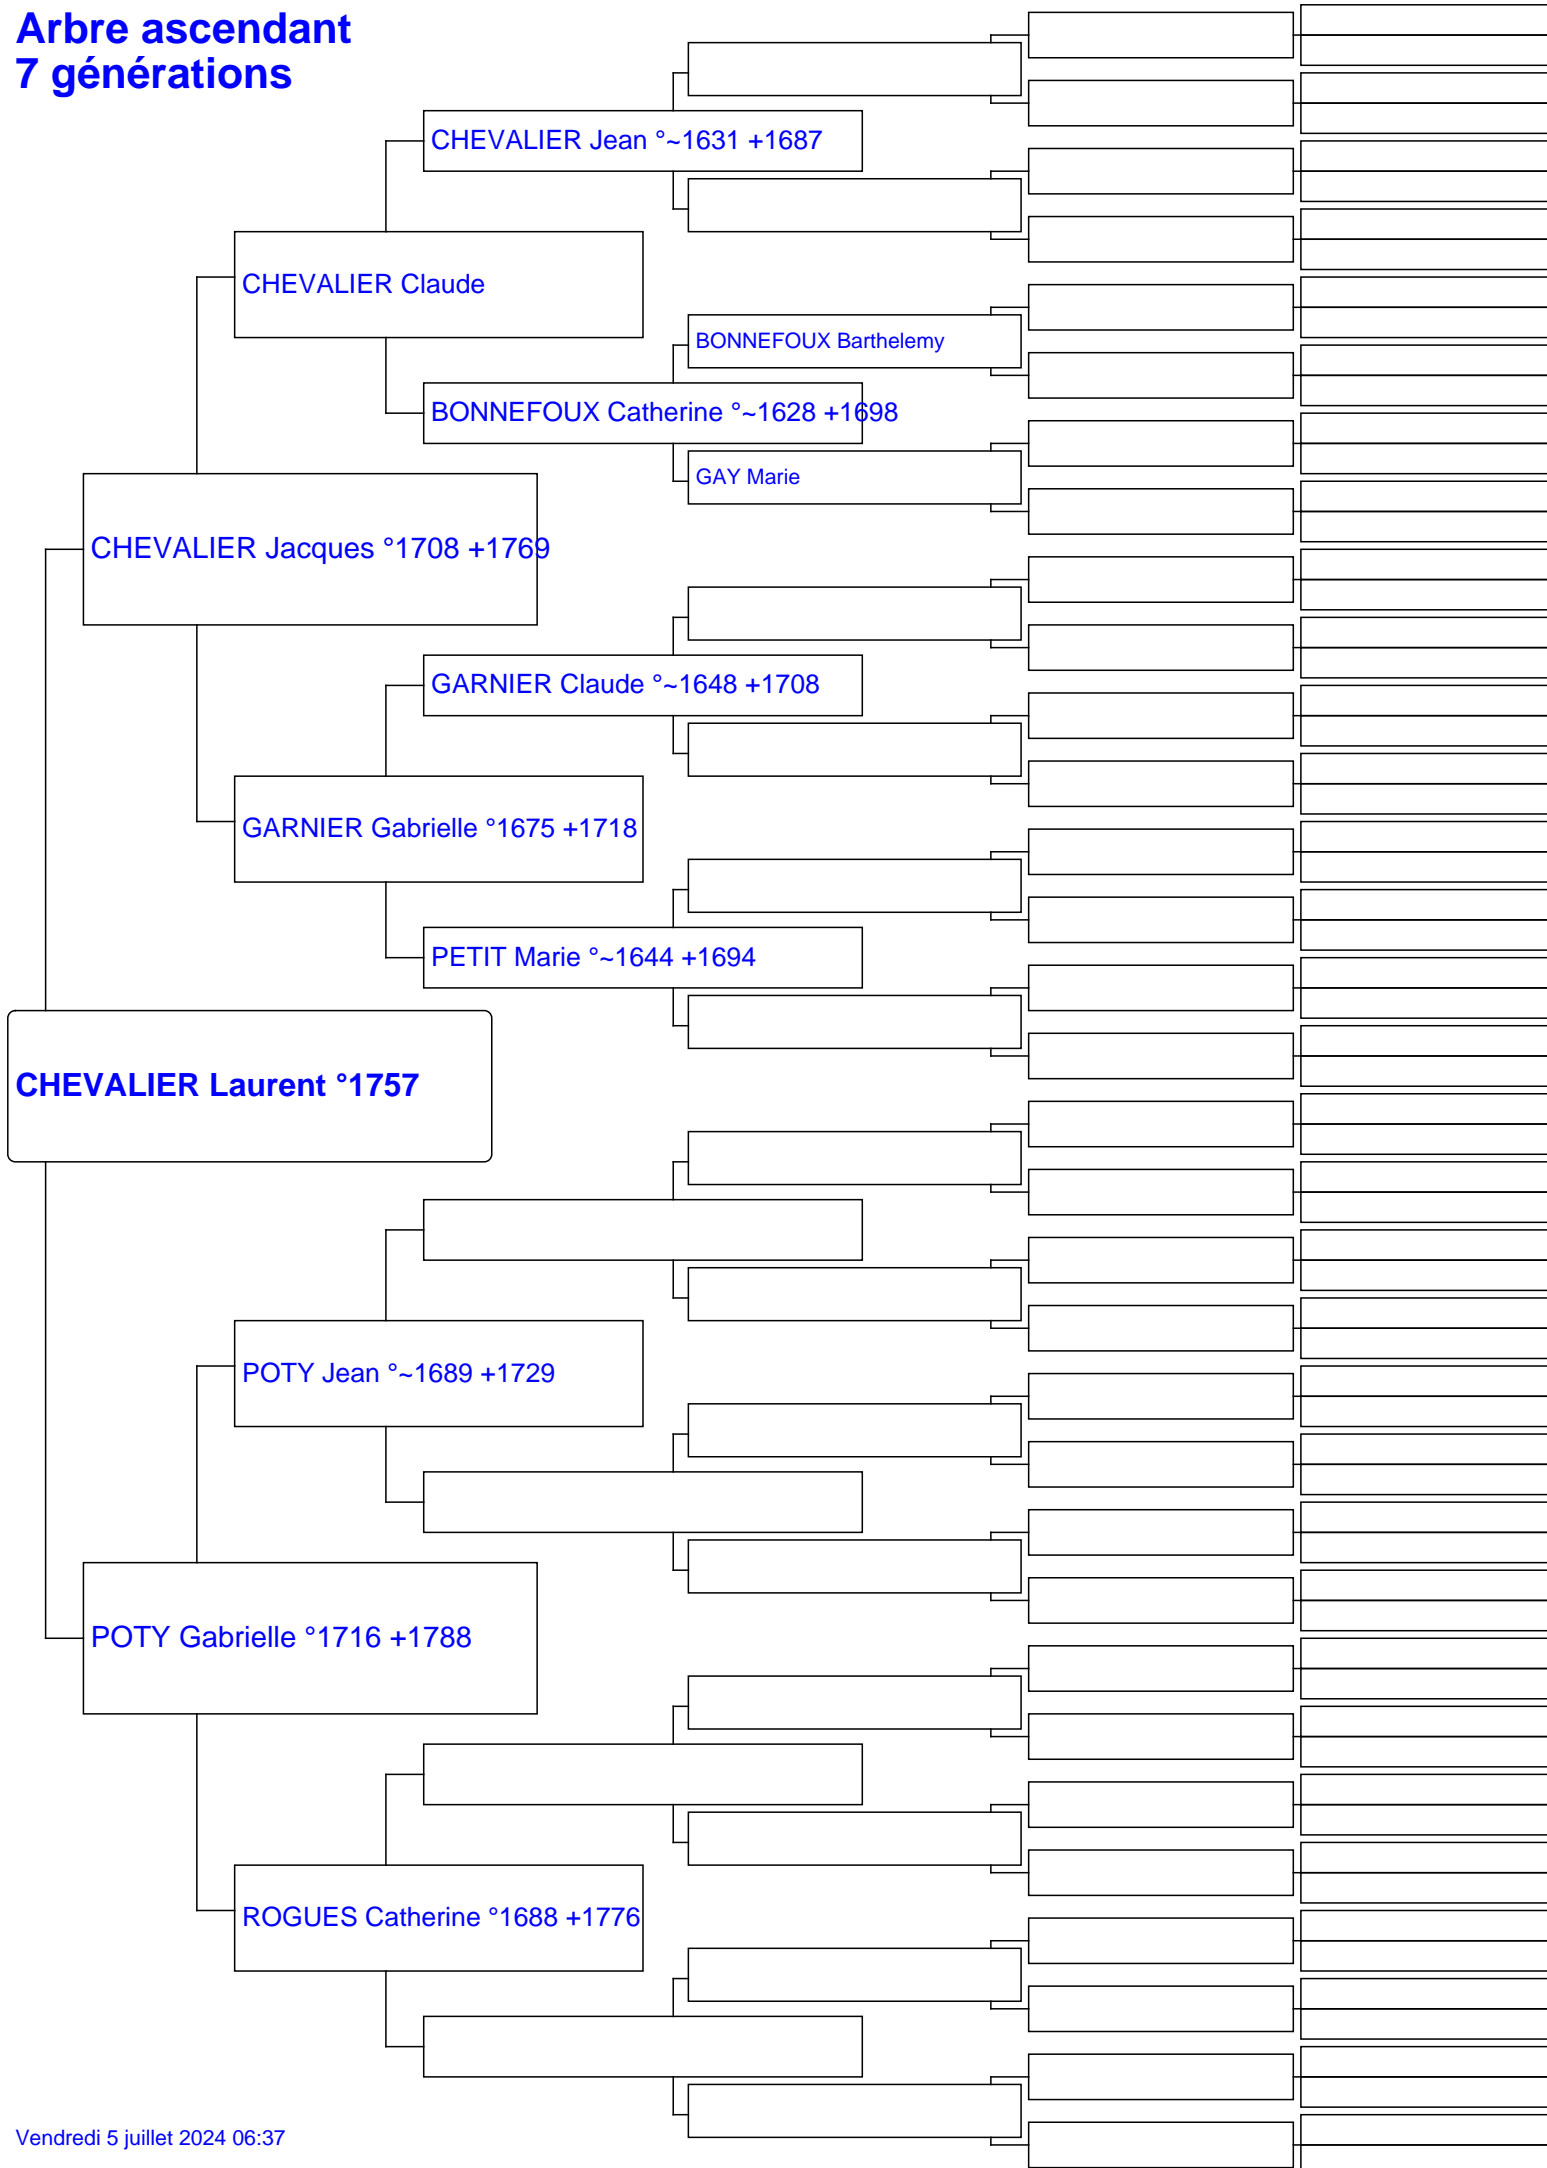 Arbre ascendant
7 générations
CHEVALIER Jean °~1631 +1687
CHEVALIER Claude
BONNEFOUX Barthelemy
BONNEFOUX Catherine °~1628 +1698
GAY Marie
CHEVALIER Jacques °1708 +1769
GARNIER Claude °~1648 +1708
GARNIER Gabrielle °1675 +1718
PETIT Marie °~1644 +1694
CHEVALIER Laurent °1757
POTY Jean °~1689 +1729
POTY Gabrielle °1716 +1788
ROGUES Catherine °1688 +1776
Vendredi 5 juillet 2024 06:37